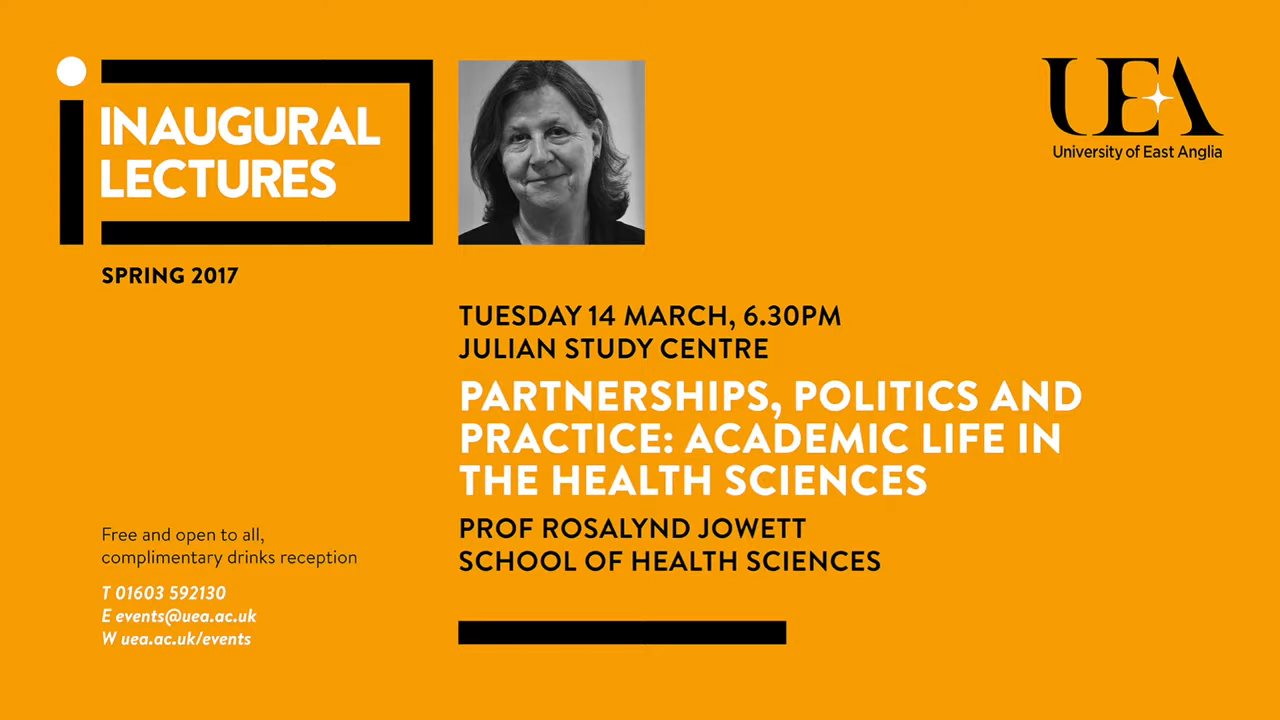 INAUGURAL
LECTURES
SPRING 2017
UEA
University of East Anglia
TUESDAY 14 MARCH, 6.30PM
JULIAN STUDY CENTRE
PARTNERSHIPS, POLITICS AND
PRACTICE: ACADEMIC LIFE IN
THE HEALTH SCIENCES
PROF ROSALYND JOWETT
SCHOOL OF HEALTH SCIENCES
Free and open to all,
complimentary drinks reception
T 01603 592130
E events@uea.ac.uk
W uea.ac.uk/events